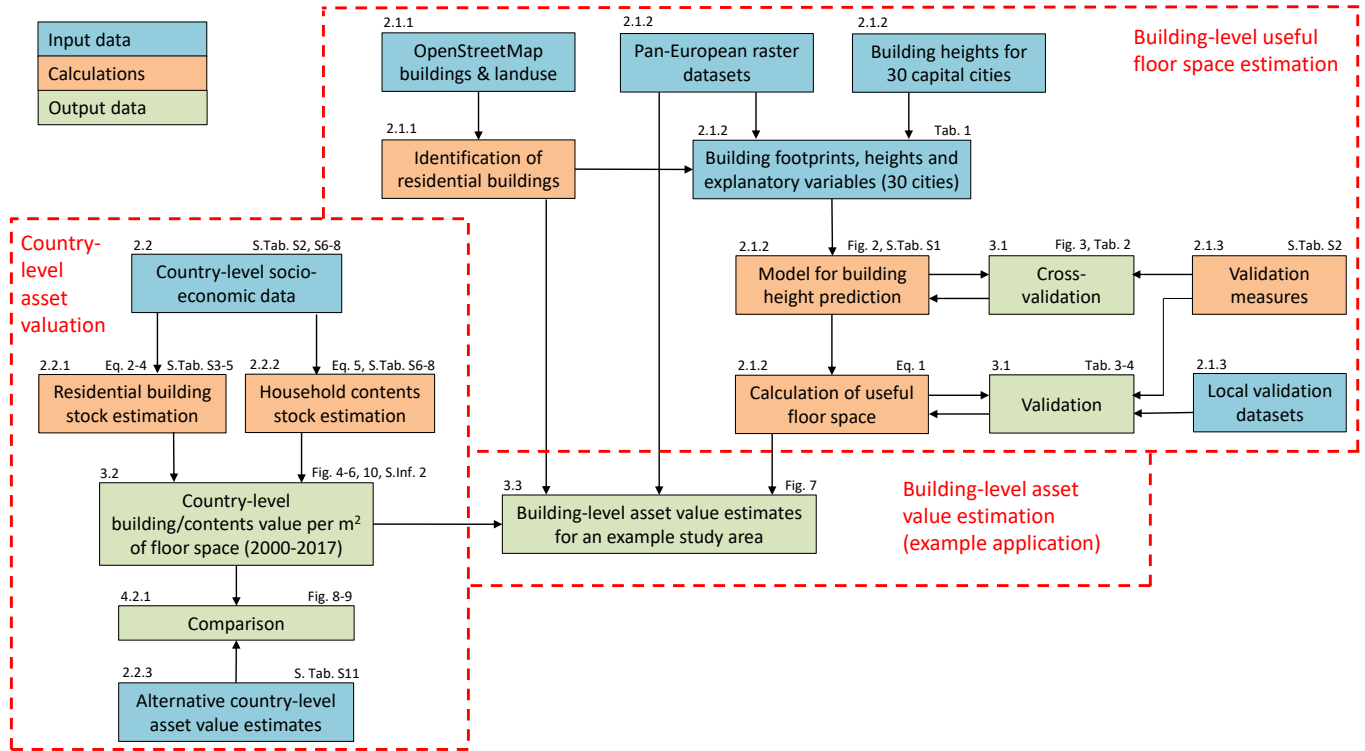 Input data
Calculations
Output data
2.1.1
OpenStreetMap
buildings & landuse
2.1.2
Pan-European raster
datasets
2.1.2
Building heights for
30 capital cities
Building-level useful
floor space estimation
2.1.1
Identification of
residential buildings
2.1.2 Tab. 1
Building footprints, heights and
explanatory variables (30 cities)
2.1.2 Fig. 2, S.Tab. S1
Model for building
height prediction
3.1 Fig. 3, Tab. 2
Cross-
validation
2.1.3 S.Tab. S2
Validation
measures
2.1.2 Eq. 1
Calculation of useful
floor space
3.1 Tab. 3-4
Validation
2.1.3
Local validation
datasets
Country-
level
asset
valuation
2.2 S.Tab. S2, S6-8
Country-level socio-
economic data
2.2.1 Eq. 2-4 S.Tab. S3-5
Residential building
stock estimation
2.2.2 Eq. 5, S.Tab. S6-8
Household contents
stock estimation
3.2 Fig. 4-6, 10, S.Inf. 2
Country-level
building/contents value per m²
of floor space (2000-2017)
4.2.1 Fig. 8-9
Comparison
2.2.3 S. Tab. S11
Alternative country-level
asset value estimates
3.3 Fig. 7
Building-level asset value estimates
for an example study area
Building-level asset
value estimation
(example application)